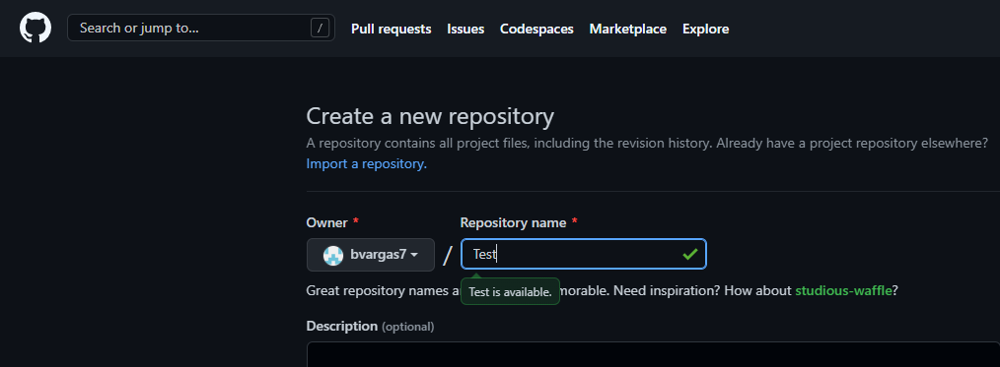 Search or jump to... /
Pull requests Issues Codespaces Marketplace Explore
Create a new repository
A repository contains all project files, including the revision history. Already have a project repository elsewhere?
Import a repository.
Owner * Repository name *
bvargas7 / Test
Great repository names a morable. Need inspiration? How about studious-waffle?
Test is available.
Description (optional)